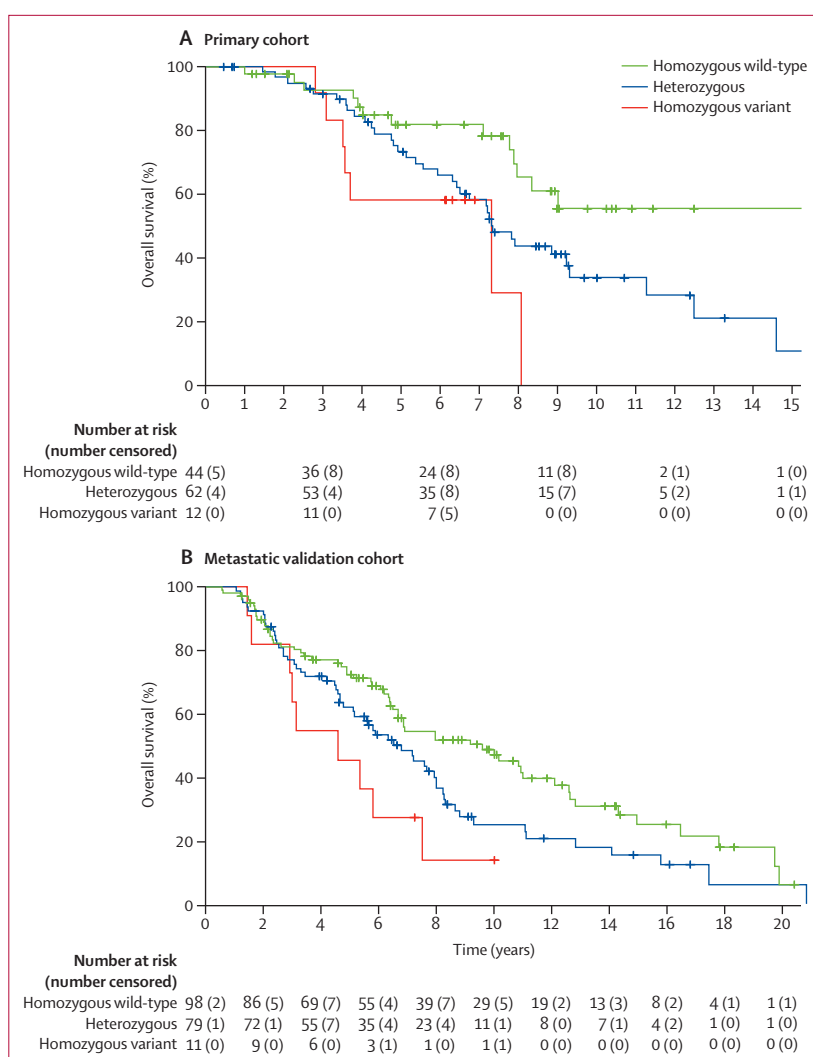 A Primary cohort
Homozygous wild-type
Heterozygous
Homozygous variant
Overall survival (%)
100
80
60
40
20
0
0 1 2 3 4 5 6 7 8 9 10 11 12 13 14 15
Number at risk
(number censored)
Homozygous wild-type 44 (5) 36 (8) 24 (8) 11 (8) 2 (1) 1 (0)
Heterozygous 62 (4) 53 (4) 35 (8) 15 (7) 5 (2) 1 (1)
Homozygous variant 12 (0) 11 (0) 7 (5) 0 (0) 0 (0) 0 (0)
B Metastatic validation cohort
Overall survival (%)
100
80
60
40
20
0
0 2 4 6 8 10 12 14 16 18 20
Time (years)
Number at risk
(number censored)
Homozygous wild-type 98 (2) 86 (5) 69 (7) 55 (4) 39 (7) 29 (5) 19 (2) 13 (3) 8 (2) 4 (1) 1 (1)
Heterozygous 79 (1) 72 (1) 55 (7) 35 (4) 23 (4) 11 (1) 8 (0) 7 (1) 4 (2) 1 (0) 1 (0)
Homozygous variant 11 (0) 9 (0) 6 (0) 3 (1) 1 (0) 1 (1) 0 (0) 0 (0) 0 (0) 0 (0) 0 (0)